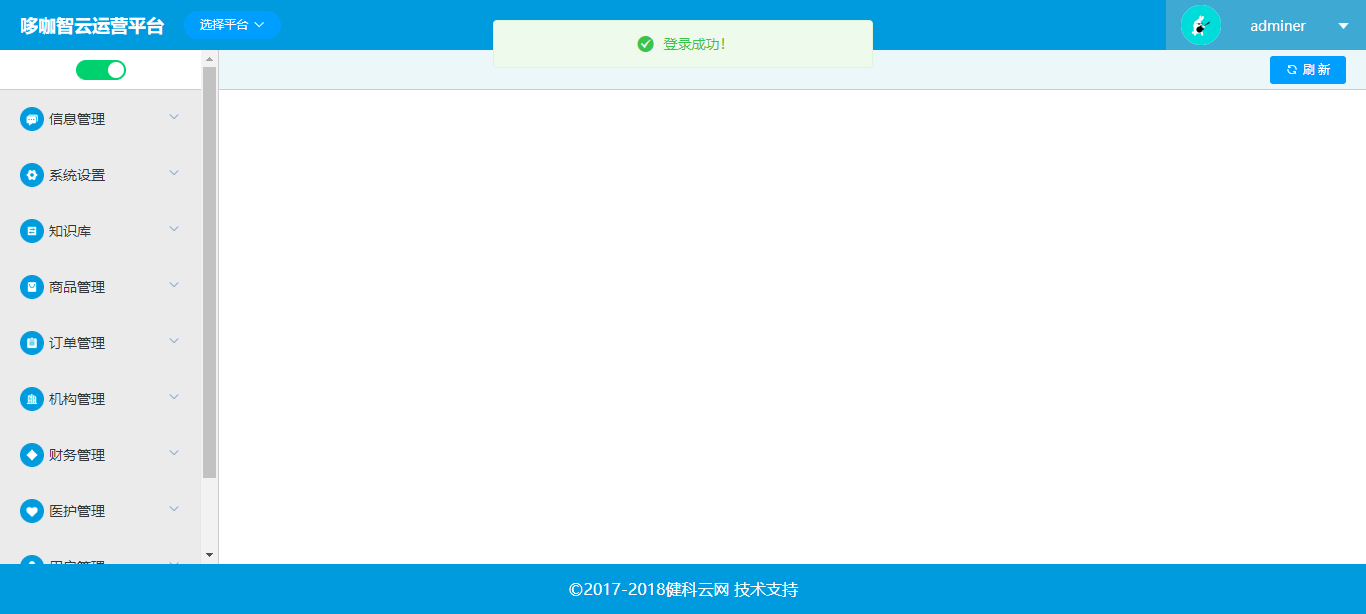 哆咖智云运营平台
选择平台
登录成功!
adminer
刷 新
信息管理
系统设置
知识库
商品管理
订单管理
机构管理
财务管理
医护管理
©2017-2018健科云网 技术支持